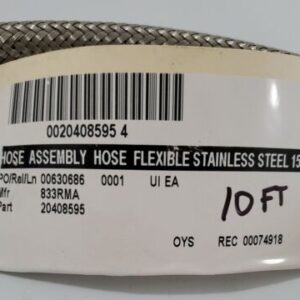 0020408595 4
HOSE ASSEMBLY HOSE FLEXIBLE STAINLESS STEEL 15
PO/Rel/Ln 00630686 0001 UI EA
Mfr 833RMA
Part 20408595
10 FT
OYS REC 00074918